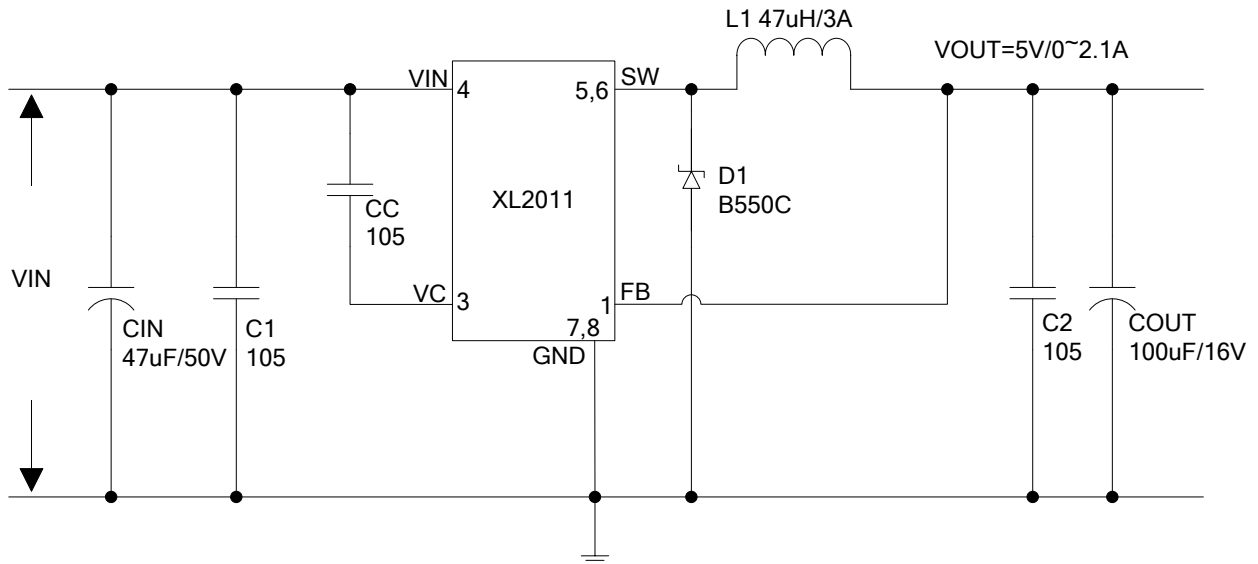 L1 47uH/3A
VOUT=5V/0~2.1A
VIN
4
5,6
SW
XL2011
D1
B550C
CC
105
VIN
VC
3
1
FB
7,8
GND
CIN
47uF/50V
C1
105
C2
105
COUT
100uF/16V